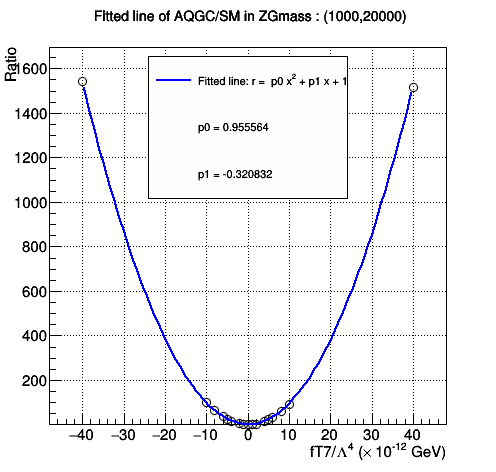 FItted line of AQGC/SM in ZGmass : (1000,20000)
Ratio
Fitted line: r = p0 x² + p1 x + 1
p0 = 0.955564
p1 = -0.320832
1600
1400
1200
1000
800
600
400
200
−40 −30 −20 −10 0 10 20 30 40
fT7/Λ⁴ (× 10⁻¹² GeV)